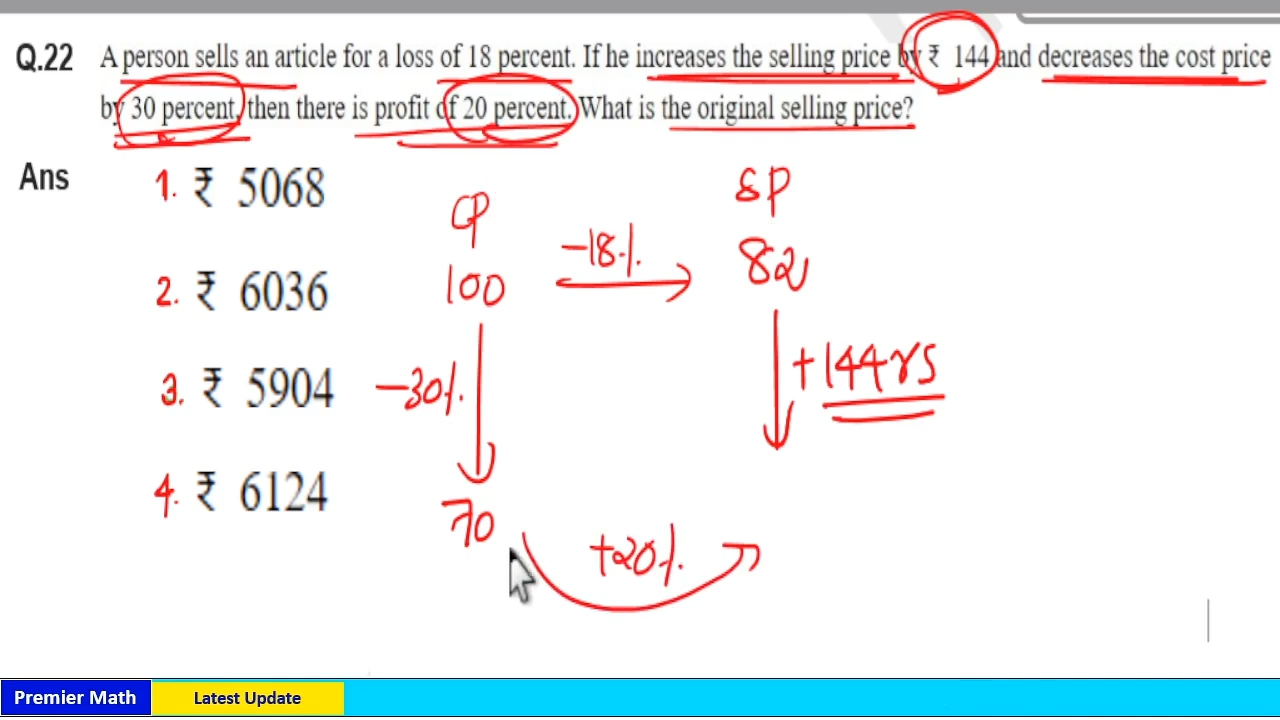 Q.22 A person sells an article for a loss of 18 percent. If he increases the selling price by ₹ 144 and decreases the cost price
by 30 percent, then there is profit of 20 percent. What is the original selling price?
Ans
1. ₹ 5068
2. ₹ 6036
3. ₹ 5904
4. ₹ 6124
CP
SP
100
-18%
82
-30%
+144rs
70
+20%
Premier Math
Latest Update